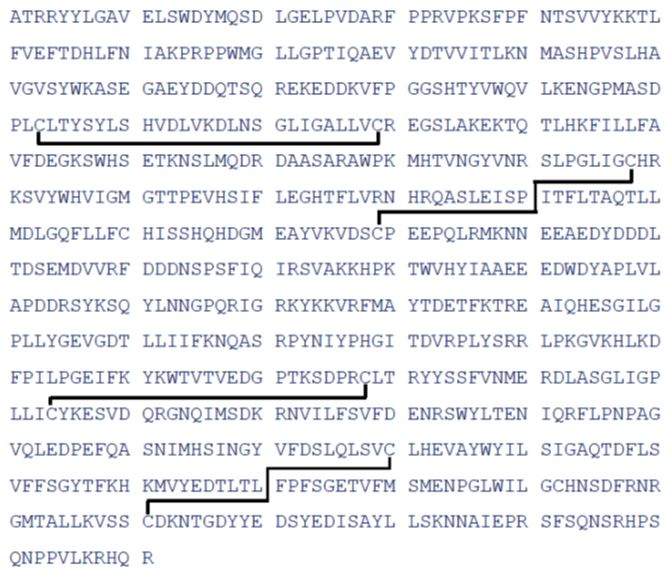 ATRRYYLGAV ELSWDYMQSD LGELPVDARF PPRVPKSFPF NTSVVYKKTL
FVEFTDHLFN IAKPRPPWMG LLGPTIQAEV YDTVVITLKN MASHPVSLHA
VGVSYWKASE GAEYDDQTSQ REKEDDKVFP GGSHTYVWQV LKENGPMASD
PLCLTYSYLS HVDLVKDLNS GLIGALLVCR EGSLAKEKTQ TLHKFILLFA
VFDEGKSWHS ETKNSLMQDR DAASARAWPK MHTVNGYVNR SLPGLIGCHR
KSVYWHVIGM GTTPEVHSIF LEGHTFLVRN HRQASLEISP ITFLTAQTLL
MDLGQFLLFC HISSHQHDGM EAYVKVDSCP EEPQLRMKNN EEAEDYDDDL
TDSEMDVVRF DDDNSPSFIQ IRSVAKKHPK TWVHYIAAEE EDWDYAPLVL
APDDRSYKSQ YLNNGPQRIG RKYKKVRFMA YTDETFKTRE AIQHESGILG
PLLYGEVGDT LLIIFKNQAS RPYNIYPHGI TDVRPLYSRR LPKGVKHLKD
FPILPGEIFK YKWTVTVEDG PTKSDPRCLT RYYSSFVNME RDLASGLIGP
LLICYKESVD QRGNQIMSDK RNVILFSVFD ENRSWYLTEN IQRFLPNPAG
VQLEDPEFQA SNIMHSINGY VFDSLQLSVC LHEVAYWYIL SIGAQTDFLS
VFFSGYTFKH KMVYEDTLTL FPFSGETVFM SMENPGLWIL GCHNSDFRNR
GMTALLKVSS CDKNTGDYYE DSYEDISAYL LSKNNAIEPR SFSQNSRHPS
QNPPVLKRHQ R